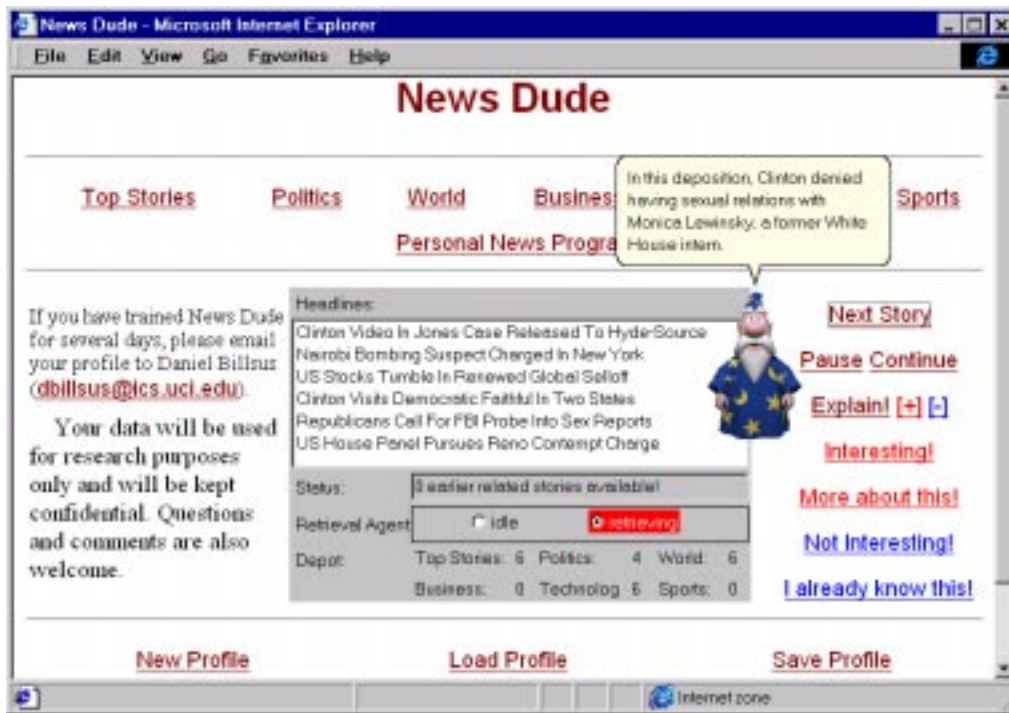 News Dude - Microsoft Internet Explorer
File Edit View Go Favorites Help
News Dude
Top Stories Politics World Busines Sports
Personal News Progra
In this deposition, Clinton denied
having sexual relations with
Monica Lewinsky, a former White
House intern.
If you have trained News Dude
for several days, please email
your profile to Daniel Billsus
(dbillsus@ics.uci.edu).
Your data will be used
for research purposes
only and will be kept
confidential. Questions
and comments are also
welcome.
Headlines:
Clinton Video In Jones Case Released To Hyde-Source
Nairobi Bombing Suspect Charged In New York
US Stocks Tumble In Renewed Global Selloff
Clinton Visits Democratic Faithful In Two States
Republicans Call For FBI Probe Into Sex Reports
US House Panel Pursues Reno Contempt Charge
Status: earlier related stories available!
Retrieval Agent: idle retrieving
Depot: Top Stories: 6 Politics: 4 World: 6
Business: 0 Technolog 6 Sports: 0
Next Story
Pause Continue
Explain! [+] [-]
Interesting!
More about this!
Not Interesting!
I already know this!
New Profile Load Profile Save Profile
Internet zone